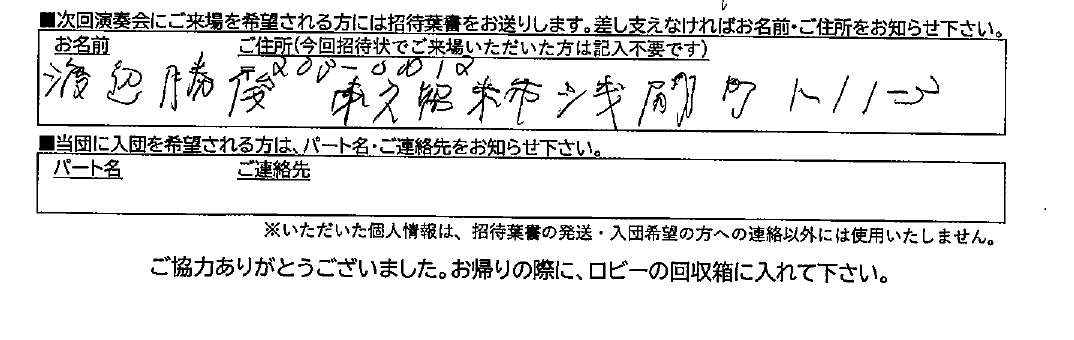 ■次回演奏会にご来場を希望される方には招待葉書をお送りします。差し支えなければお名前・ご住所をお知らせ下さい。
お名前 ご住所(今回招待状でご来場いただいた方は記入不要です)
〒200-0012
渡辺勝 東久留米市浅間町1-11-
■当団に入団を希望される方は、パート名・ご連絡先をお知らせ下さい。
パート名 ご連絡先
※いただいた個人情報は、招待葉書の発送・入団希望の方への連絡以外には使用いたしません。
ご協力ありがとうございました。お帰りの際に、ロビーの回収箱に入れて下さい。